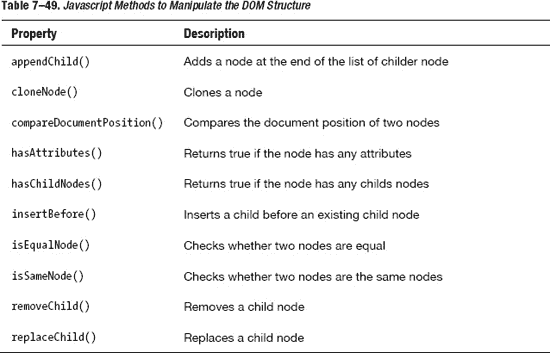 Table 7–49. Javascript Methods to Manipulate the DOM Structure
Property Desription
appendChild() Adds a node at the end of the list of childer node
cloneNode() Clones a node
compareDocumentPosition() Compares the document position of two nodes
hasAttributes() Returns true if the node has any attributes
hasChildNodes() Returns true if the node has any childs nodes
insertBefore() Inserts a child before an existing child node
isEqualNode() Checks whether two nodes are equal
isSameNode() Checks whether two nodes are the same nodes
removeChild() Removes a child node
replaceChild() Replaces a child node